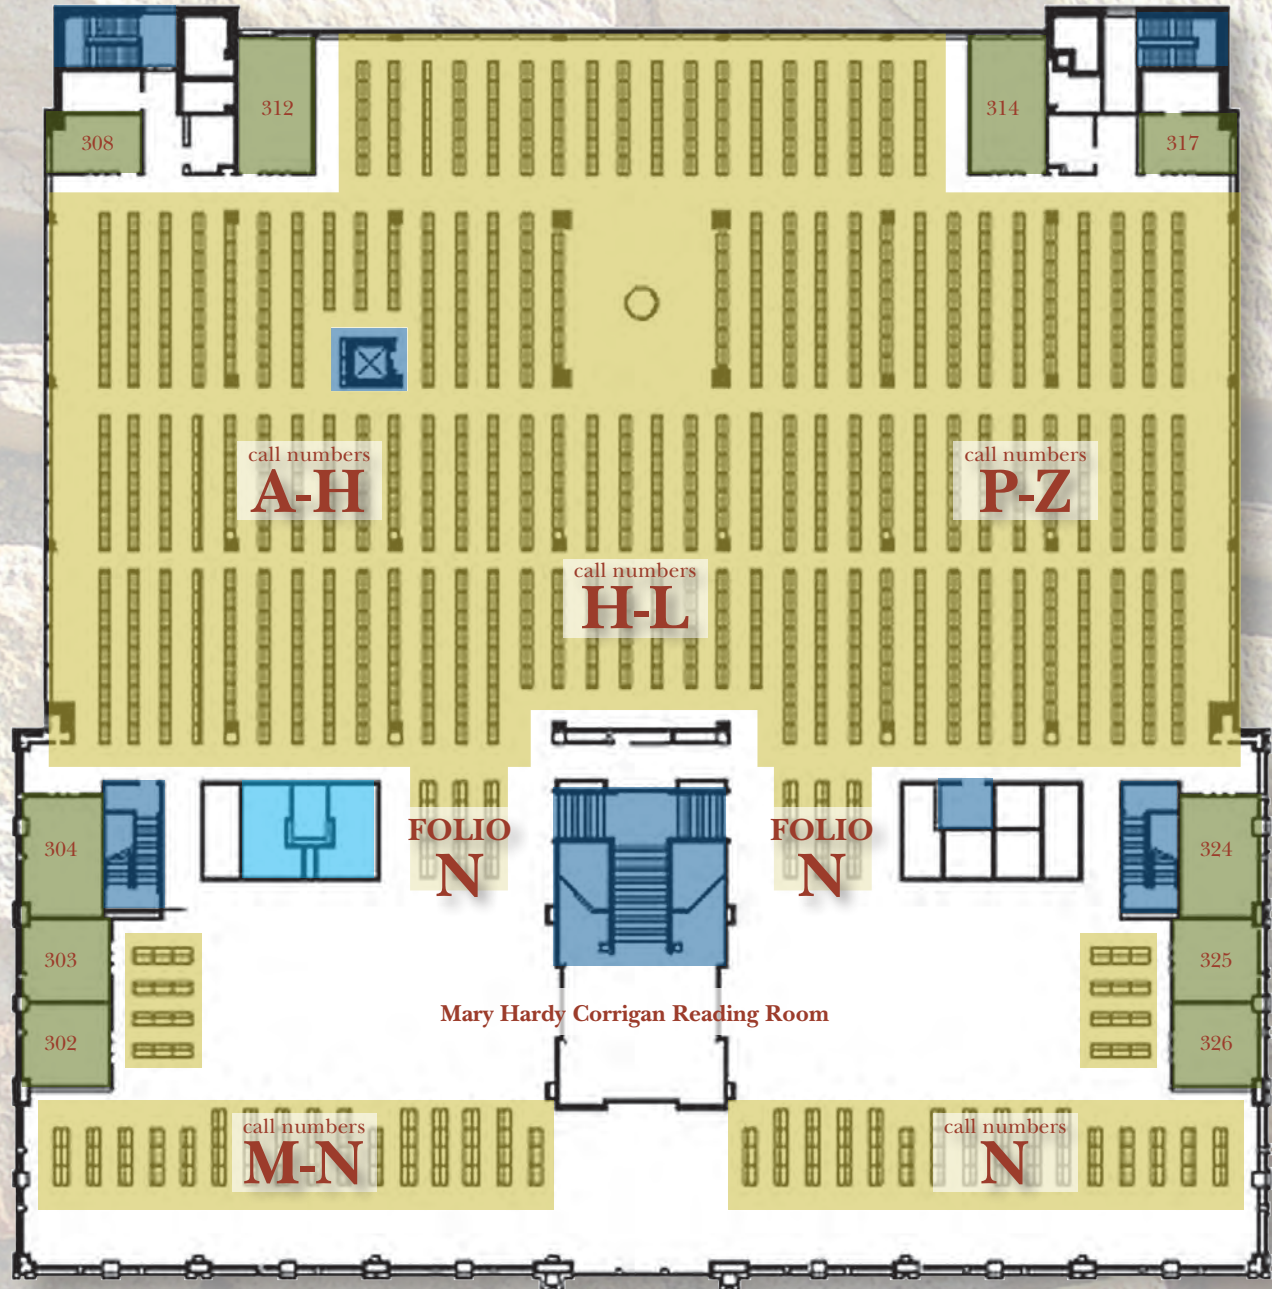 312
314
308
317
call numbers
A-H
call numbers
P-Z
call numbers
H-L
FOLIO
N
FOLIO
N
304
324
303
325
Mary Hardy Corrigan Reading Room
302
326
call numbers
M-N
call numbers
N